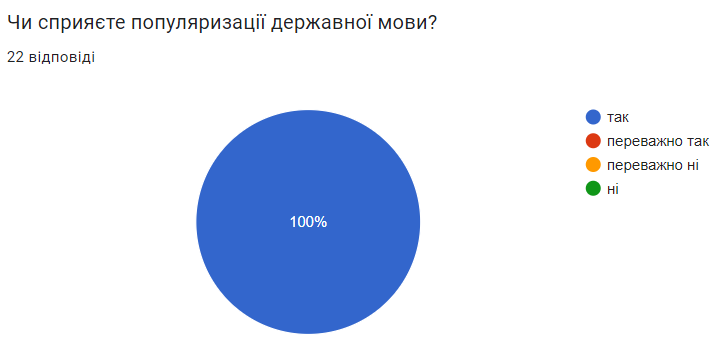 Чи сприяєте популяризації державної мови?
22 відповіді
100%
так
переважно так
переважно ні
ні